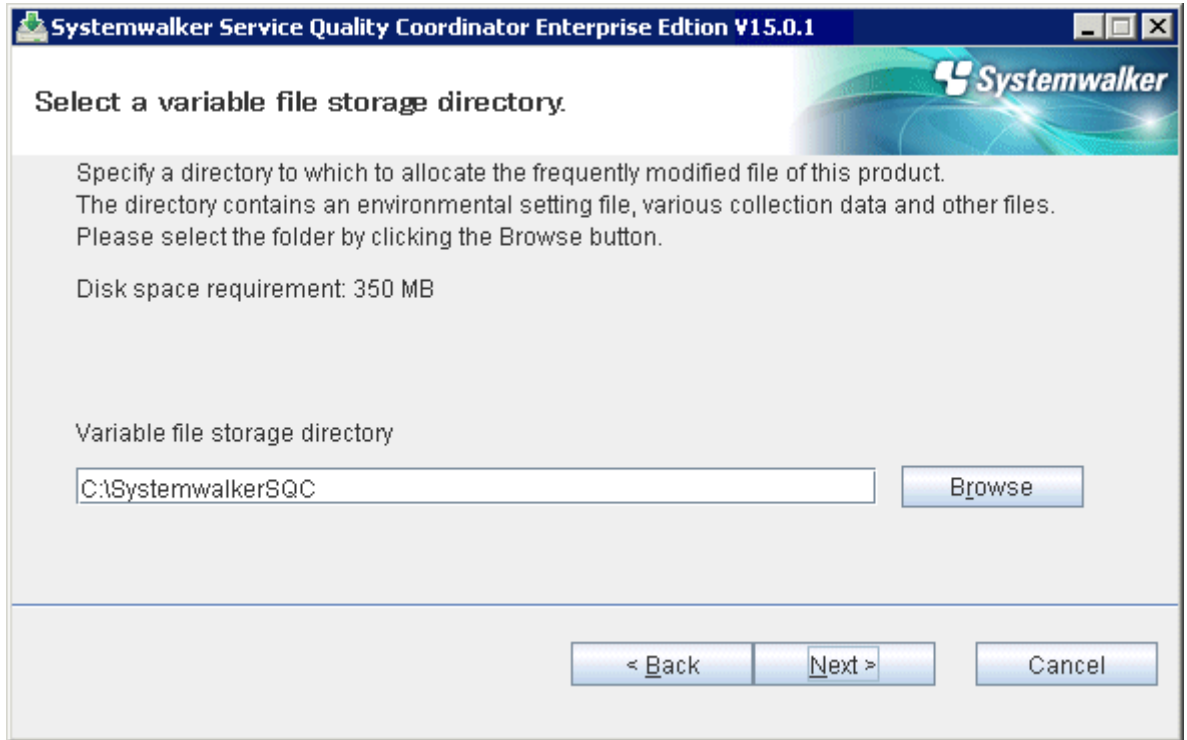 Systemwalker Service Quality Coordinator Enterprise Edtion V15.0.1
Systemwalker
Select a variable file storage directory.
Specify a directory to which to allocate the frequently modified file of this product.
The directory contains an environmental setting file, various collection data and other files.
Please select the folder by clicking the Browse button.
Disk space requirement: 350 MB
Variable file storage directory
C:\SystemwalkerSQC
Browse
< Back
Next >
Cancel